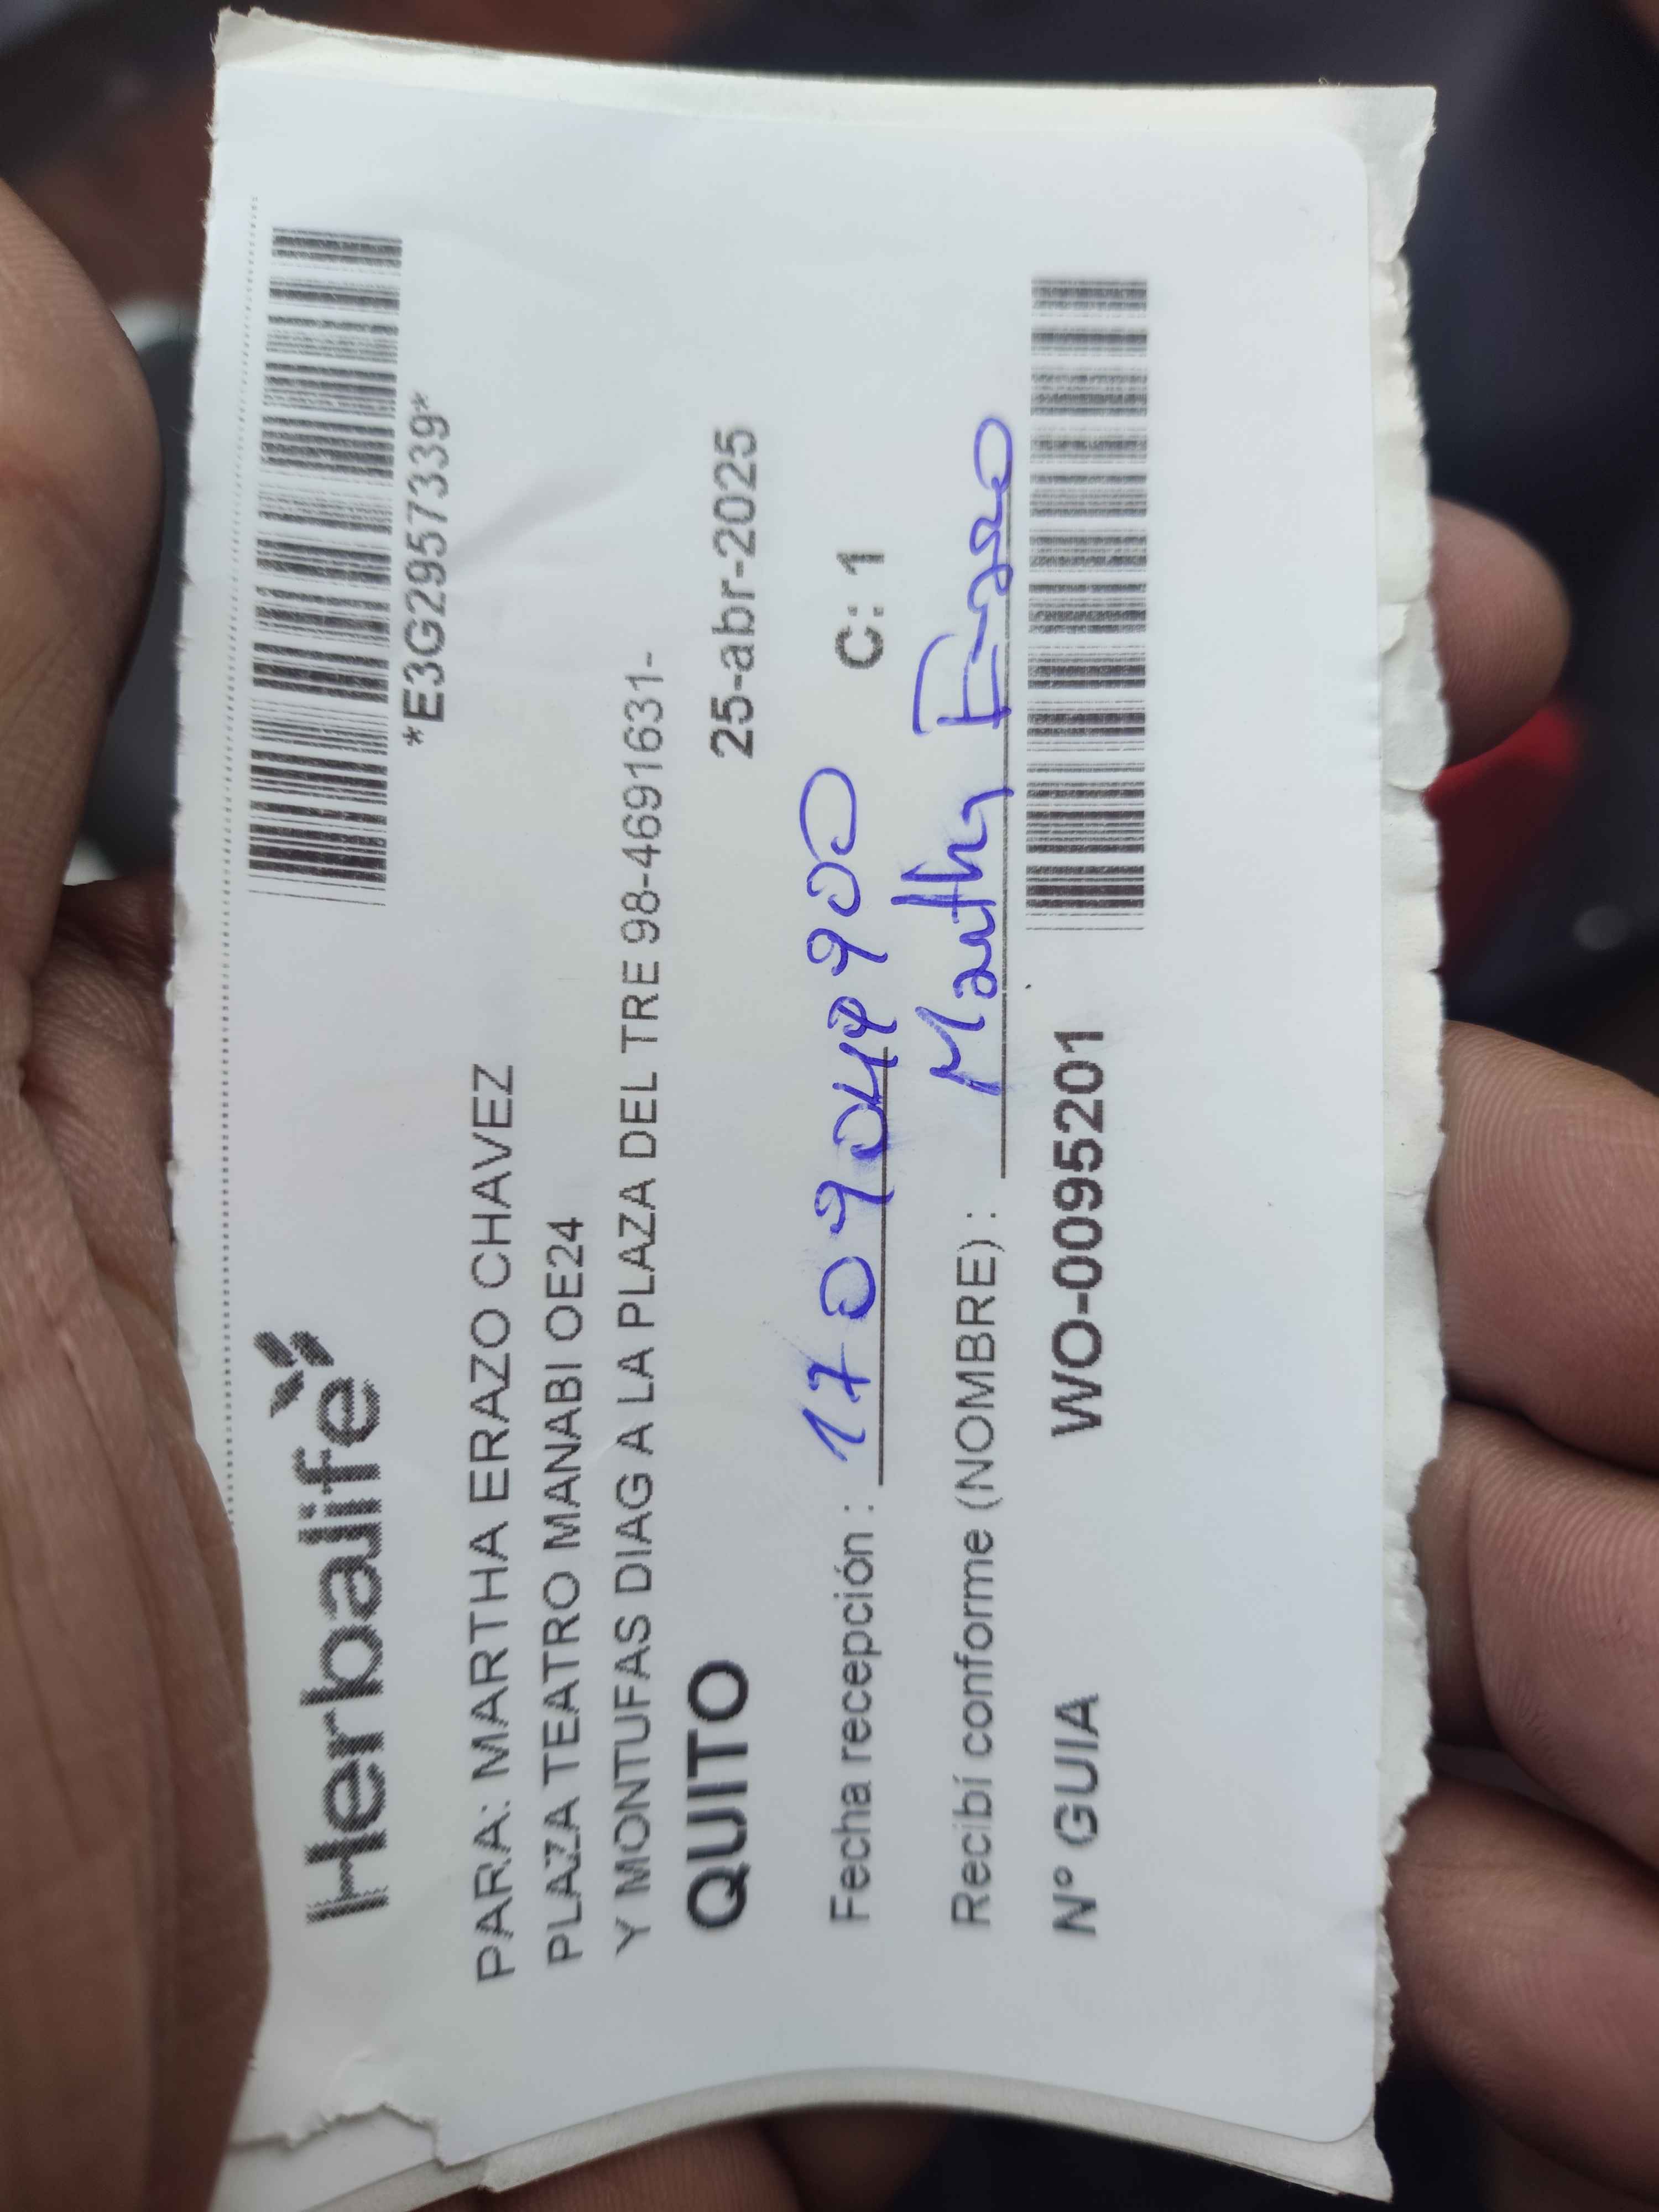 Herbalife
*E3G2957339*
PARA: MARTHA ERAZO CHAVEZ
PLAZA TEATRO MANABI OE24
Y MONTUFAS DIAG A LA PLAZA DEL TRE 98-4691631-
QUITO 25-abr-2025
Fecha recepción : C: 1
Recibí conforme (NOMBRE) : Martha Erazo
Nº GUIA WO-0095201